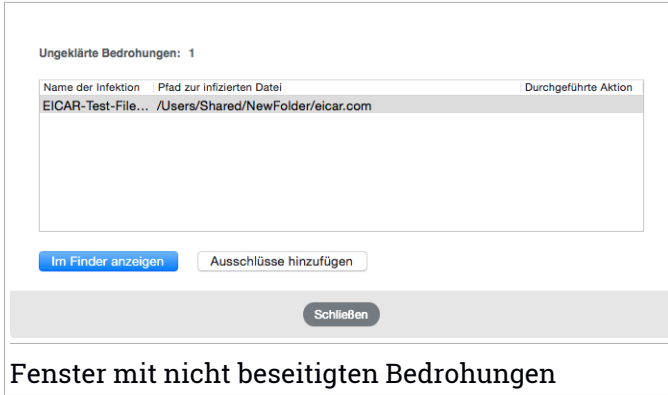 Ungeklärte Bedrohungen: 1
Name der Infektion Pfad zur infizierten Datei Durchgeführte Aktion
EICAR-Test-File... /Users/Shared/NewFolder/eicar.com
Im Finder anzeigen Ausschlüsse hinzufügen
Schließen
Fenster mit nicht beseitigten Bedrohungen